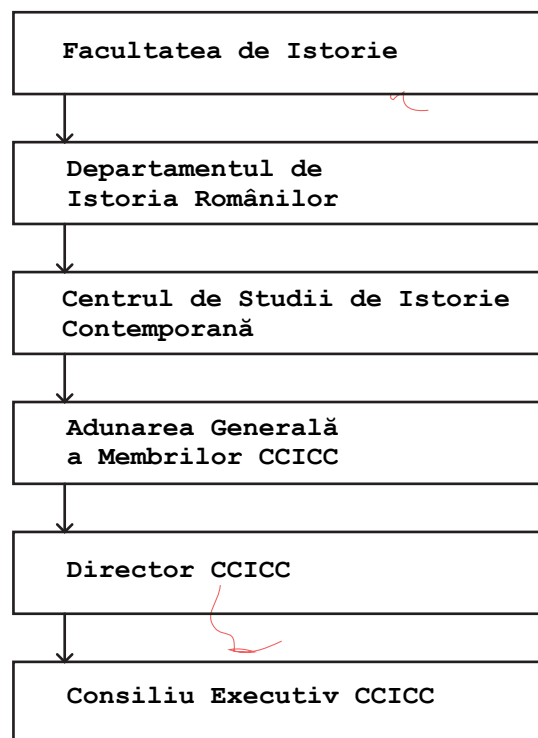 Facultatea de Istorie
Departamentul de
Istoria Românilor
Centrul de Studii de Istorie
Contemporană
Adunarea Generală
a Membrilor CCICC
Director CCICC
Consiliu Executiv CCICC